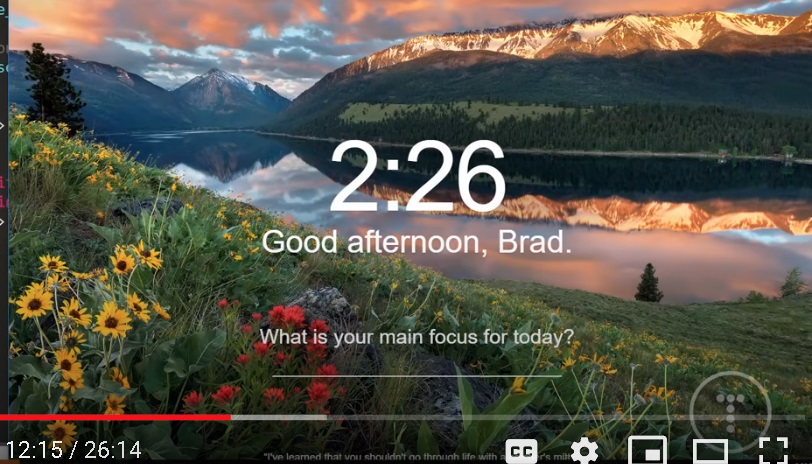 2:26
Good afternoon, Brad.
What is your main focus for today?
"I've learned that you shouldn't go through life with a
12:15 / 26:14
CC